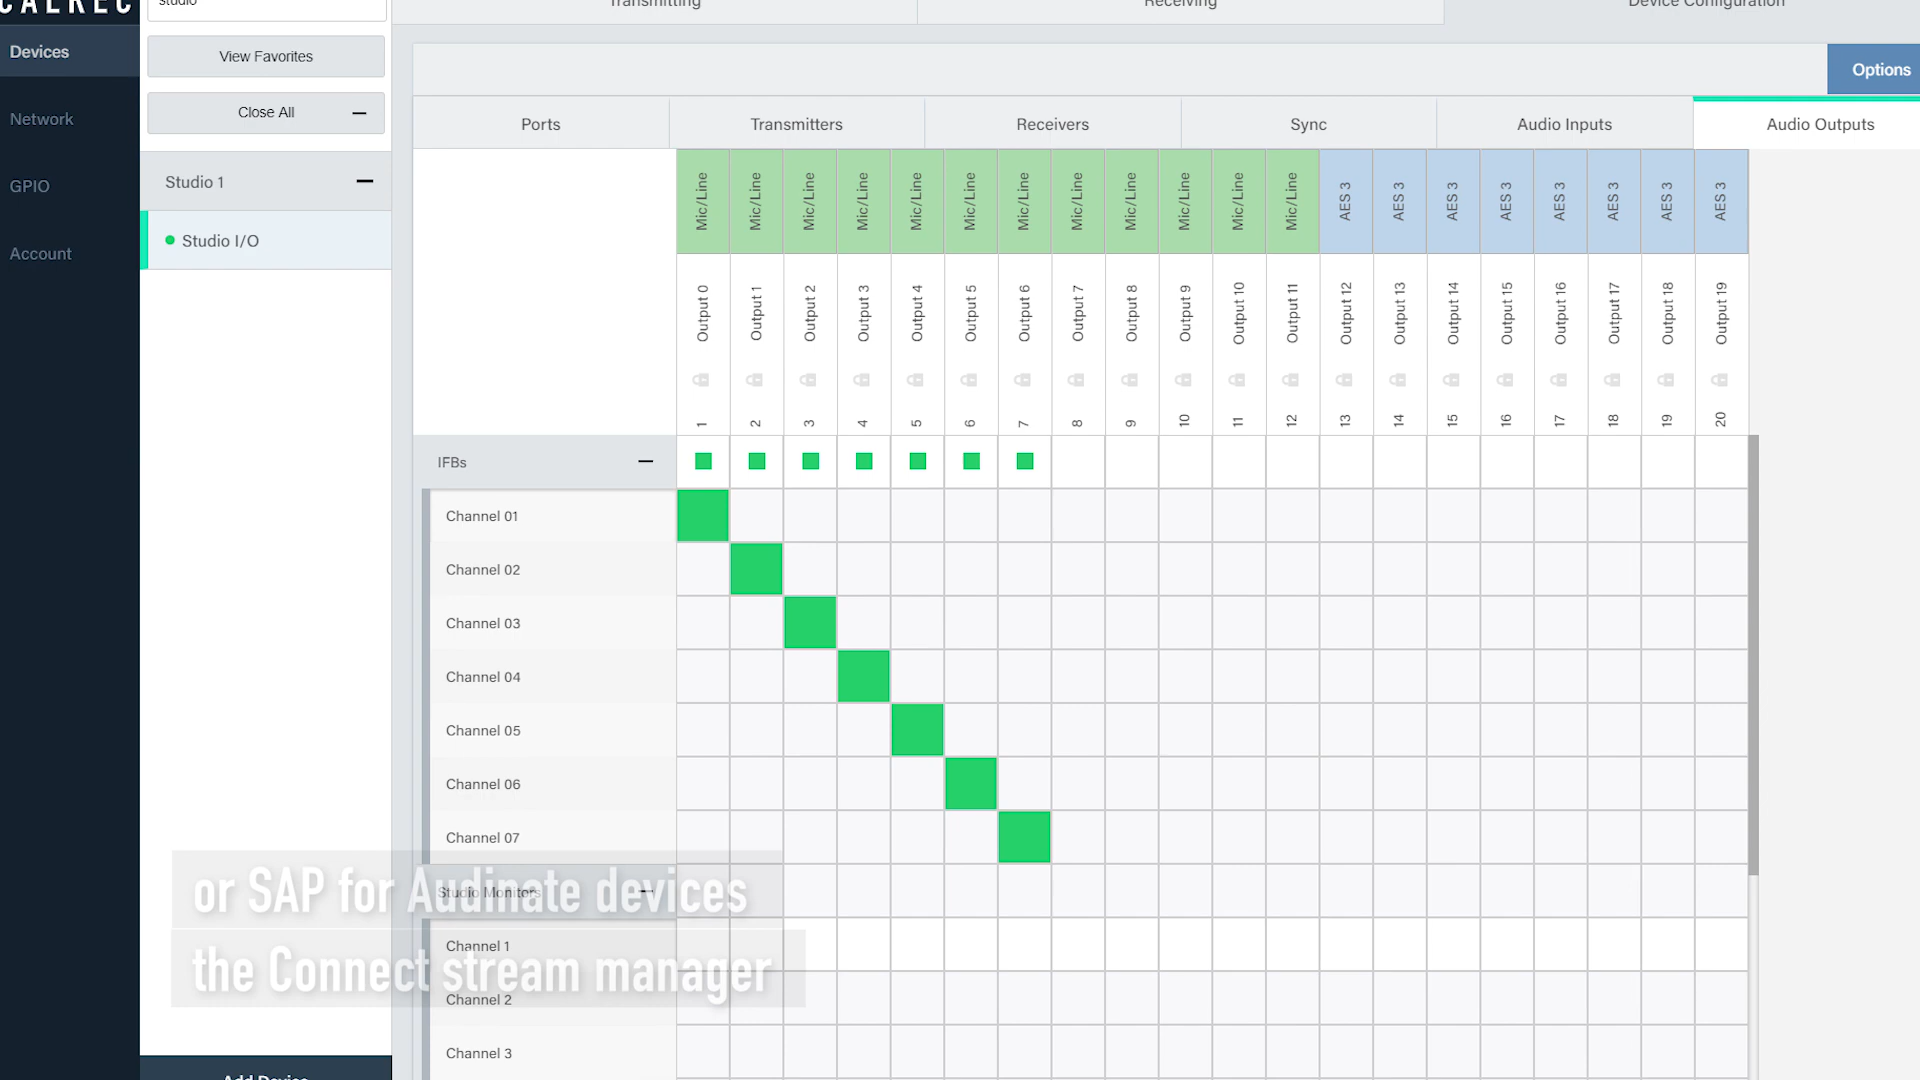 CALREC
studio
Transmitting
Receiving
Device Configuration
Devices
View Favorites
Options
Close All
Network
Ports
Transmitters
Receivers
Sync
Audio Inputs
Audio Outputs
Studio 1
GPIO
Studio I/O
Account
Mic/Line
Mic/Line
Mic/Line
Mic/Line
Mic/Line
Mic/Line
Mic/Line
Mic/Line
Mic/Line
Mic/Line
Mic/Line
Mic/Line
AES 3
AES 3
AES 3
AES 3
AES 3
AES 3
AES 3
AES 3
Output 0
Output 1
Output 2
Output 3
Output 4
Output 5
Output 6
Output 7
Output 8
Output 9
Output 10
Output 11
Output 12
Output 13
Output 14
Output 15
Output 16
Output 17
Output 18
Output 19
1
2
3
4
5
6
7
8
9
10
11
12
13
14
15
16
17
18
19
20
IFBs
Channel 01
Channel 02
Channel 03
Channel 04
Channel 05
Channel 06
Channel 07
Studio Monitors
or SAP for Audinate devices
Channel 1
the Connect stream manager
Channel 2
Channel 3
Add Device